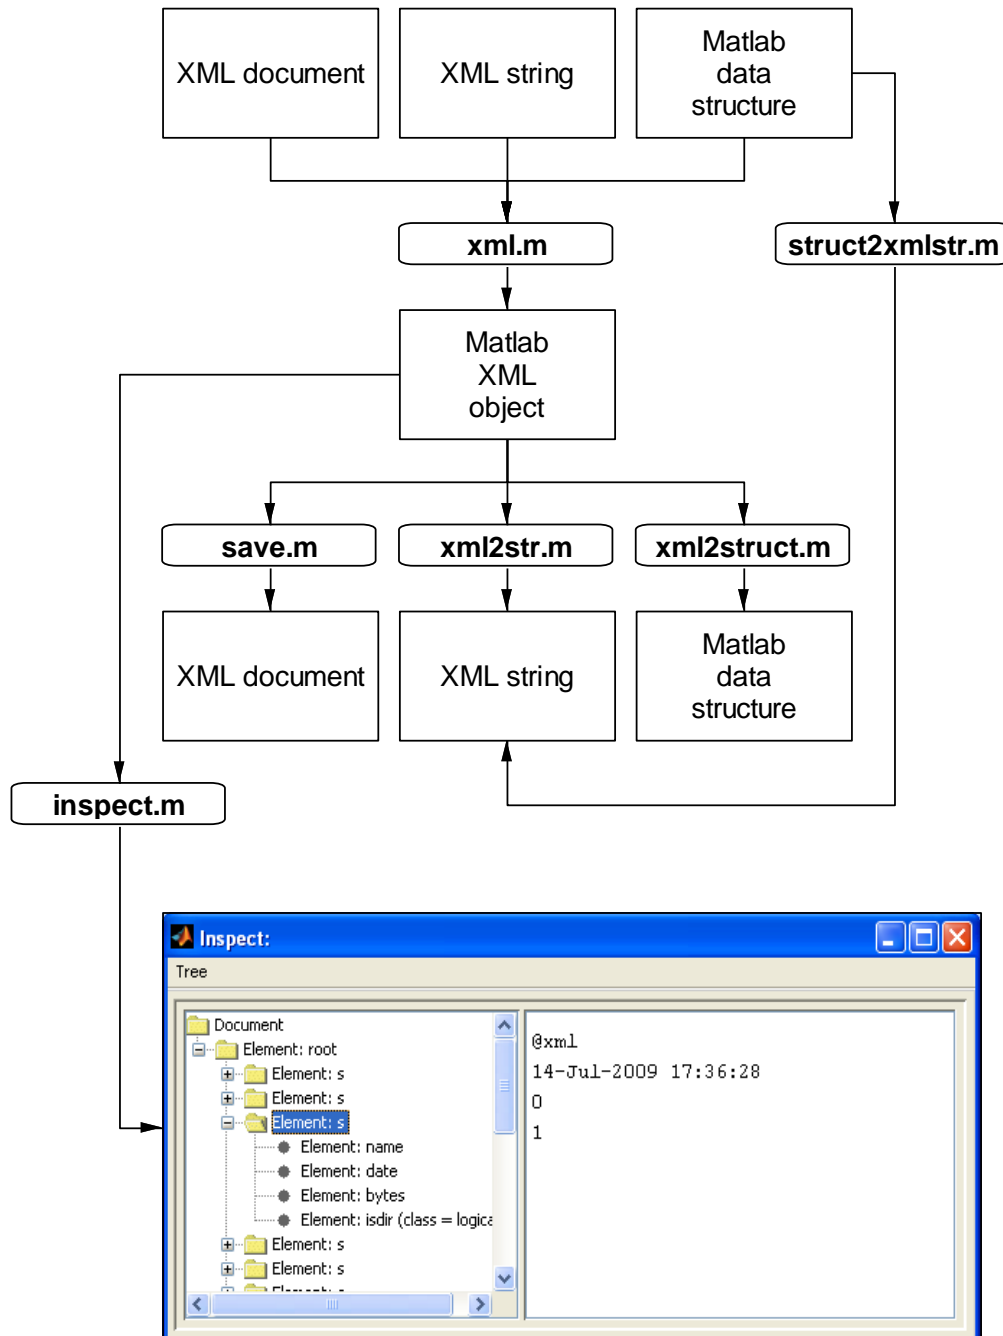 XML document
XML string
Matlab
data
structure
xml.m
struct2xmlstr.m
Matlab
XML
object
save.m
xml2str.m
xml2struct.m
XML document
XML string
Matlab
data
structure
inspect.m
Inspect:
Tree
Document
Element: root
Element: s
Element: s
Element: s
Element: name
Element: date
Element: bytes
Element: isdir (class = logica
Element: s
Element: s
@xml
14-Jul-2009 17:36:28
0
1